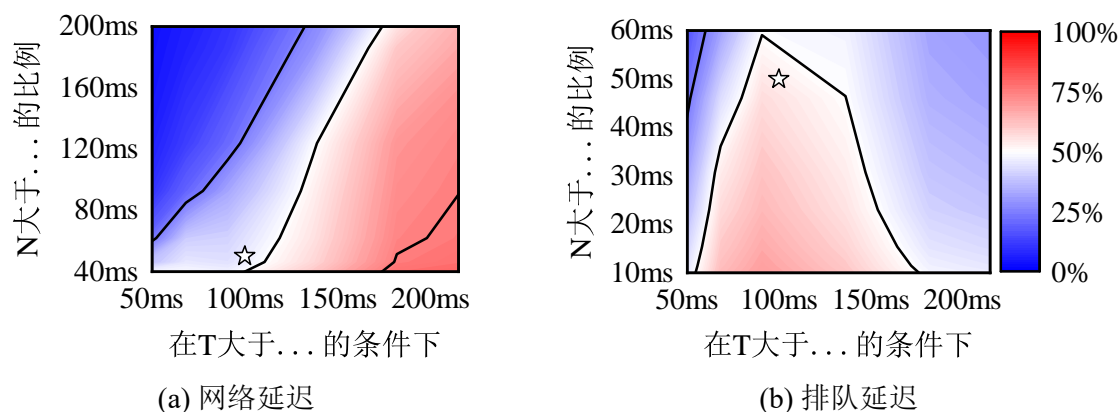 N大于... 的比例
200ms
160ms
120ms
80ms
40ms
50ms 100ms 150ms 200ms
在T大于... 的条件下
(a) 网络延迟
N大于... 的比例
60ms
50ms
40ms
30ms
20ms
10ms
50ms 100ms 150ms 200ms
在T大于... 的条件下
(b) 排队延迟
100%
75%
50%
25%
0%